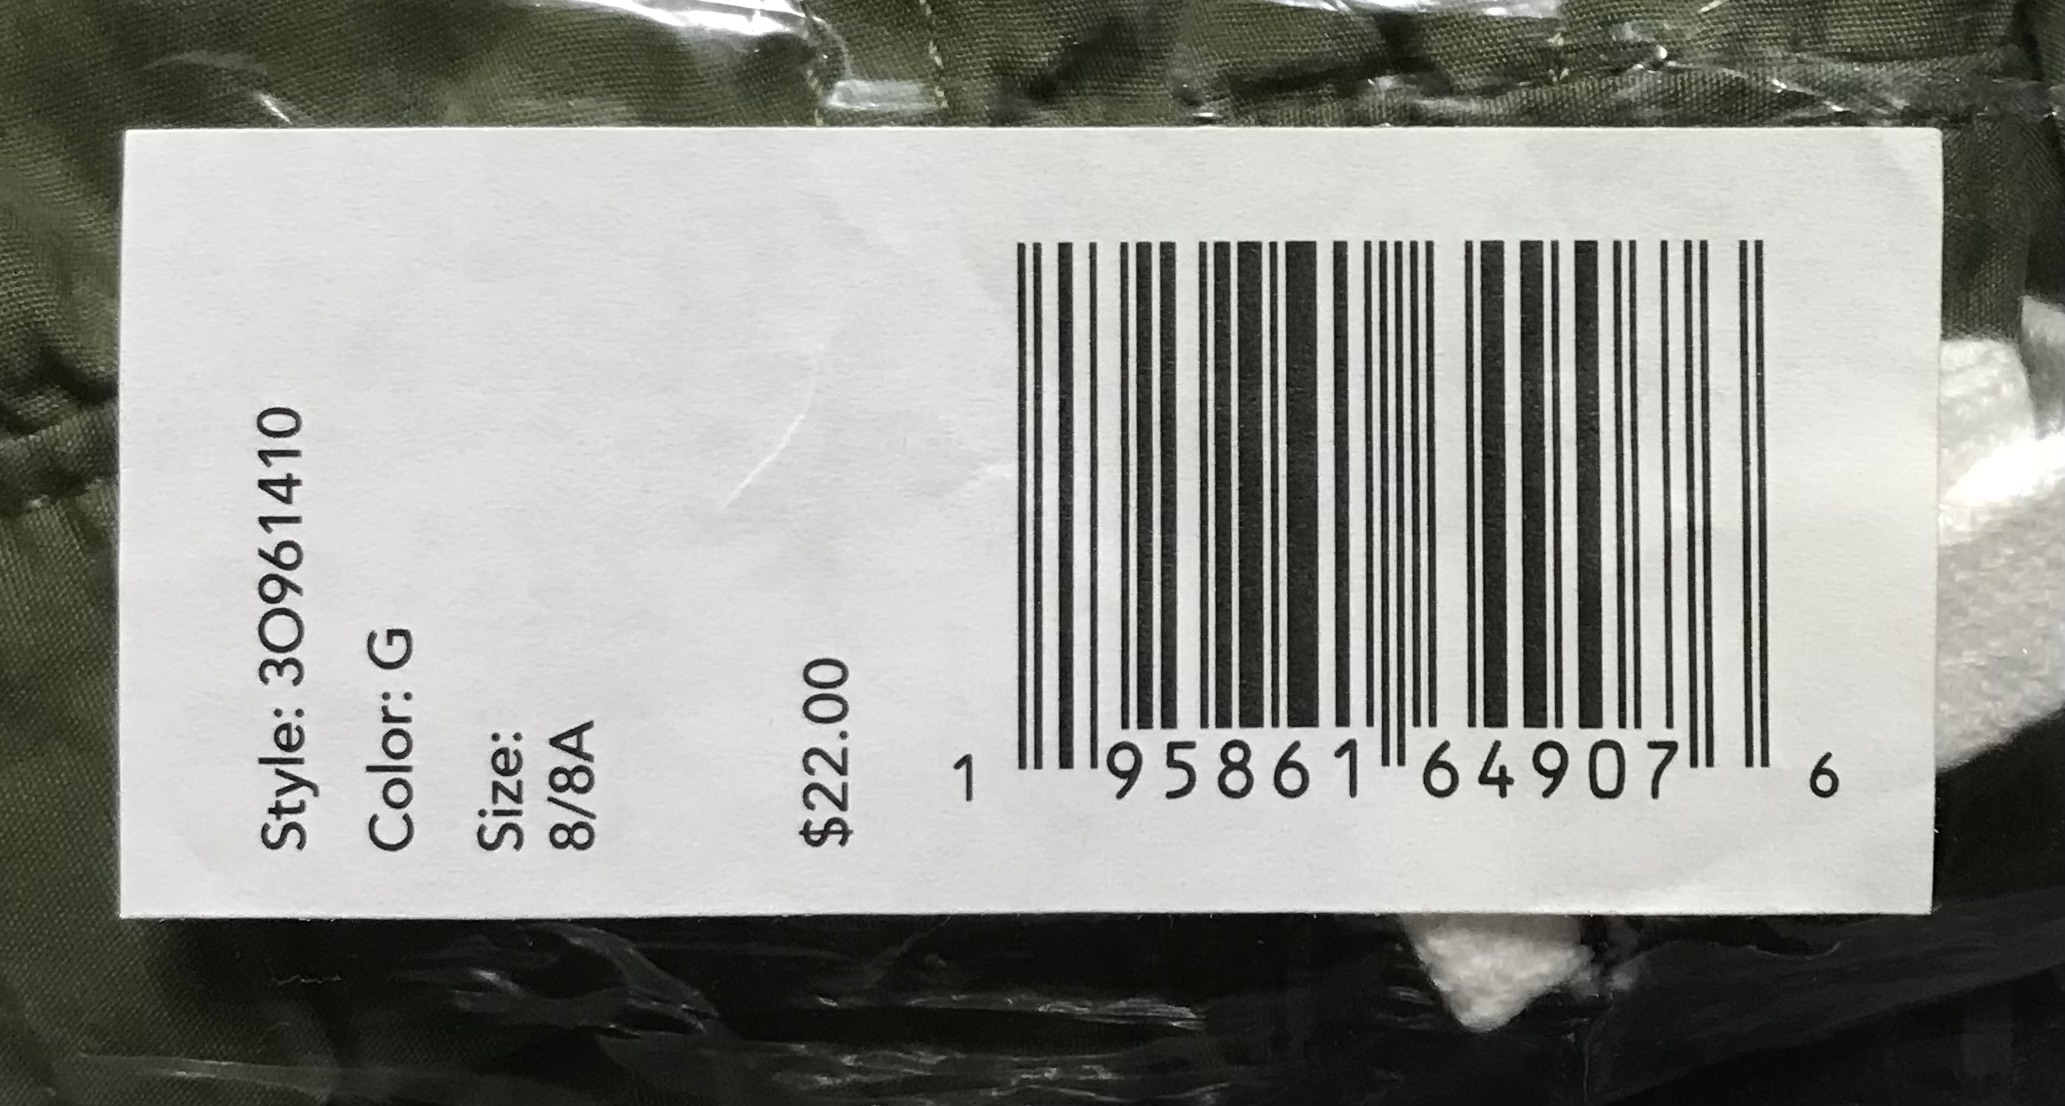 Style: 3O961410
Color: G
Size:
8/8A
$22.00
1 95861 64907 6